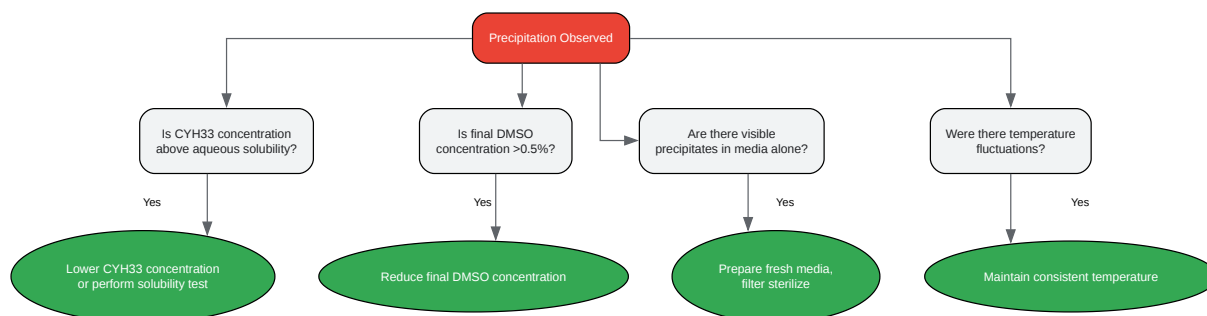 Precipitation Observed
Is CYH33 concentration
above aqueous solubility?
Is final DMSO
concentration >0.5%?
Are there visible
precipitates in media alone?
Were there temperature
fluctuations?
Yes
Yes
Yes
Yes
Lower CYH33 concentration
or perform solubility test
Reduce final DMSO concentration
Prepare fresh media,
filter sterilize
Maintain consistent temperature